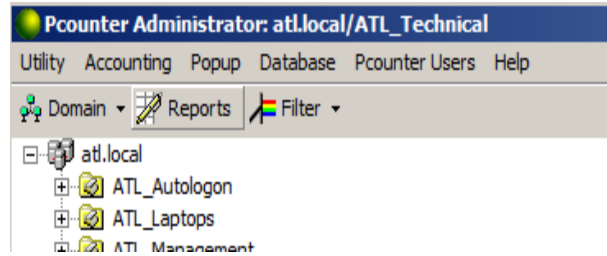 Pcounter Administrator: atl.local/ATL_Technical
Utility Accounting Popup Database Pcounter Users Help
Domain Reports Filter
atl.local
ATL_Autologon
ATL_Laptops
ATL_Management